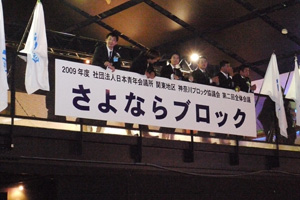 2009年度 社団法人日本青年会議所 関東地区 神奈川ブロック協議会 第二回全体会議
さよならブロック